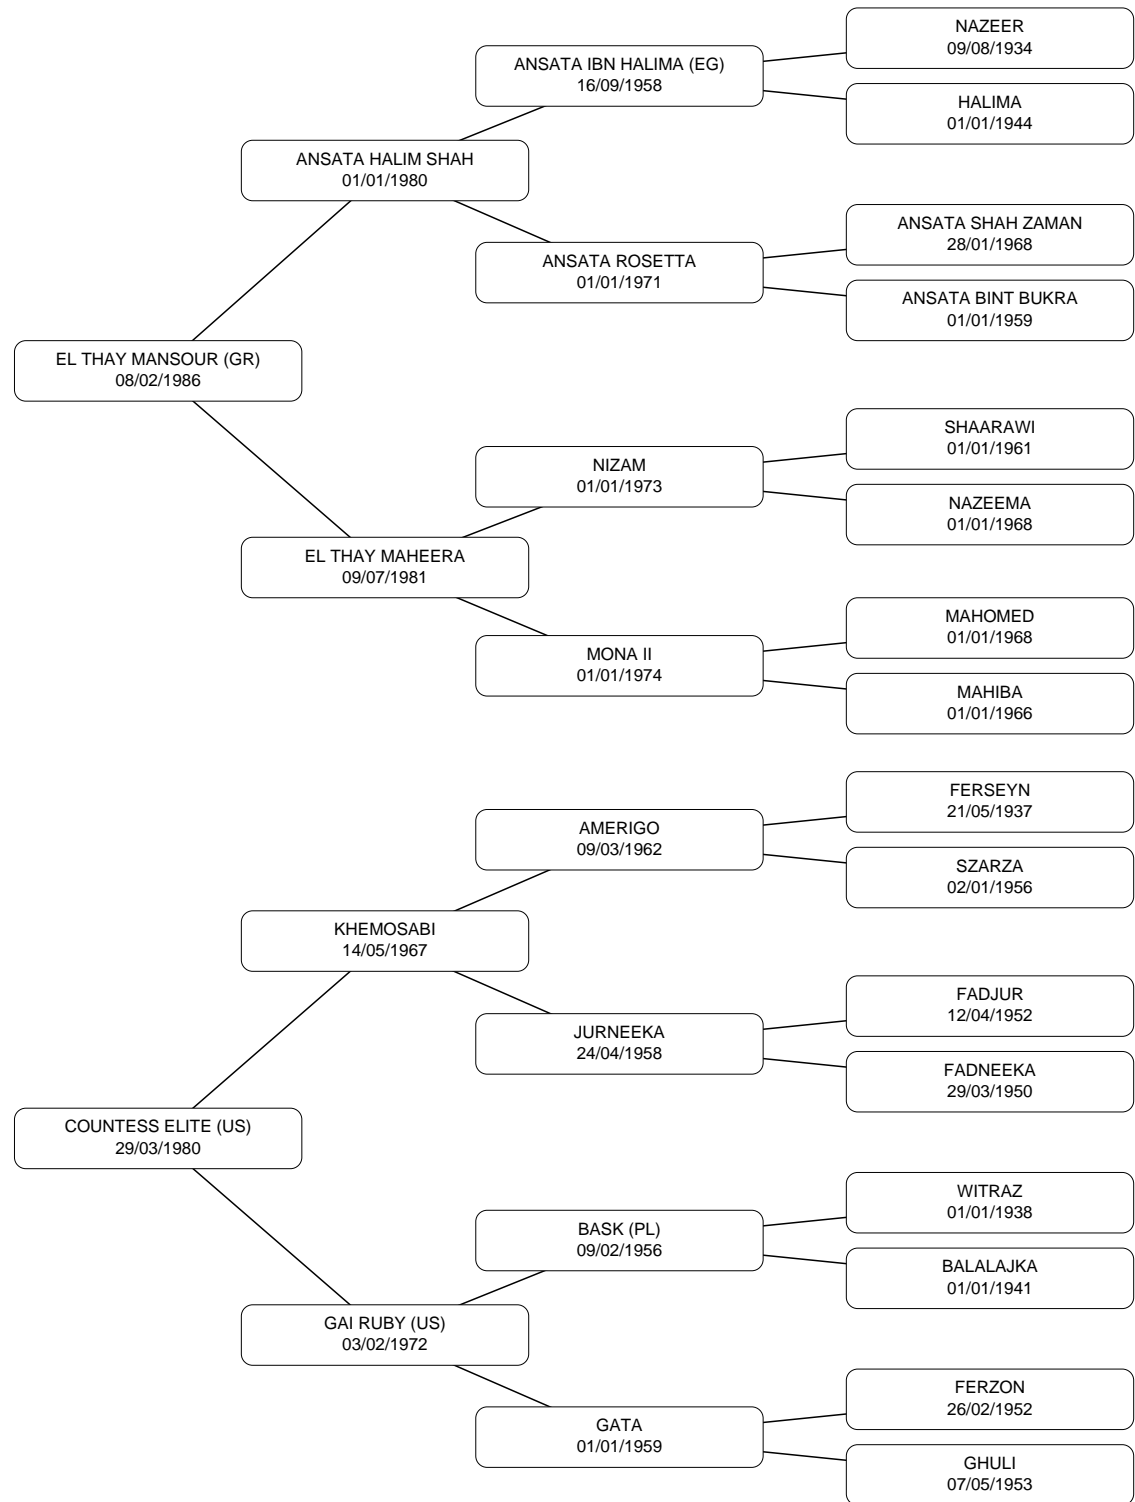 NAZEER
09/08/1934
ANSATA IBN HALIMA (EG)
16/09/1958
HALIMA
01/01/1944
ANSATA HALIM SHAH
01/01/1980
ANSATA SHAH ZAMAN
28/01/1968
ANSATA ROSETTA
01/01/1971
ANSATA BINT BUKRA
01/01/1959
EL THAY MANSOUR (GR)
08/02/1986
SHAARAWI
01/01/1961
NIZAM
01/01/1973
NAZEEMA
01/01/1968
EL THAY MAHEERA
09/07/1981
MAHOMED
01/01/1968
MONA II
01/01/1974
MAHIBA
01/01/1966
FERSEYN
21/05/1937
AMERIGO
09/03/1962
SZARZA
02/01/1956
KHEMOSABI
14/05/1967
FADJUR
12/04/1952
JURNEEKA
24/04/1958
FADNEEKA
29/03/1950
COUNTESS ELITE (US)
29/03/1980
WITRAZ
01/01/1938
BASK (PL)
09/02/1956
BALALAJKA
01/01/1941
GAI RUBY (US)
03/02/1972
FERZON
26/02/1952
GATA
01/01/1959
GHULI
07/05/1953